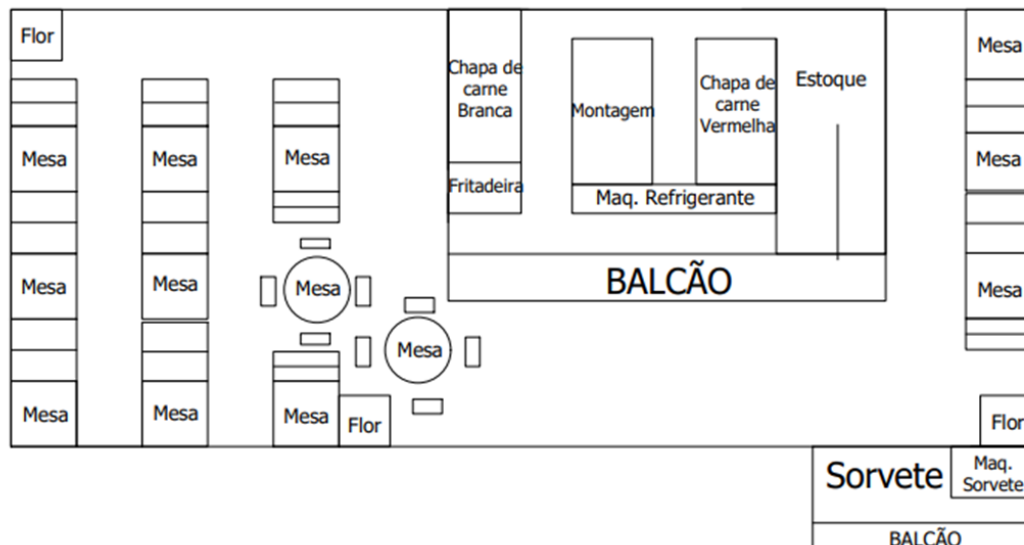 Flor
Chapa de
carne
Branca
Montagem
Chapa de
carne
Vermelha
Estoque
Mesa
Mesa
Mesa
Mesa
Mesa
Fritadeira
Maq. Refrigerante
Mesa
Mesa
Mesa
BALCÃO
Mesa
Mesa
Mesa
Mesa
Mesa
Flor
Flor
Sorvete
Maq.
Sorvete
BALCÃO